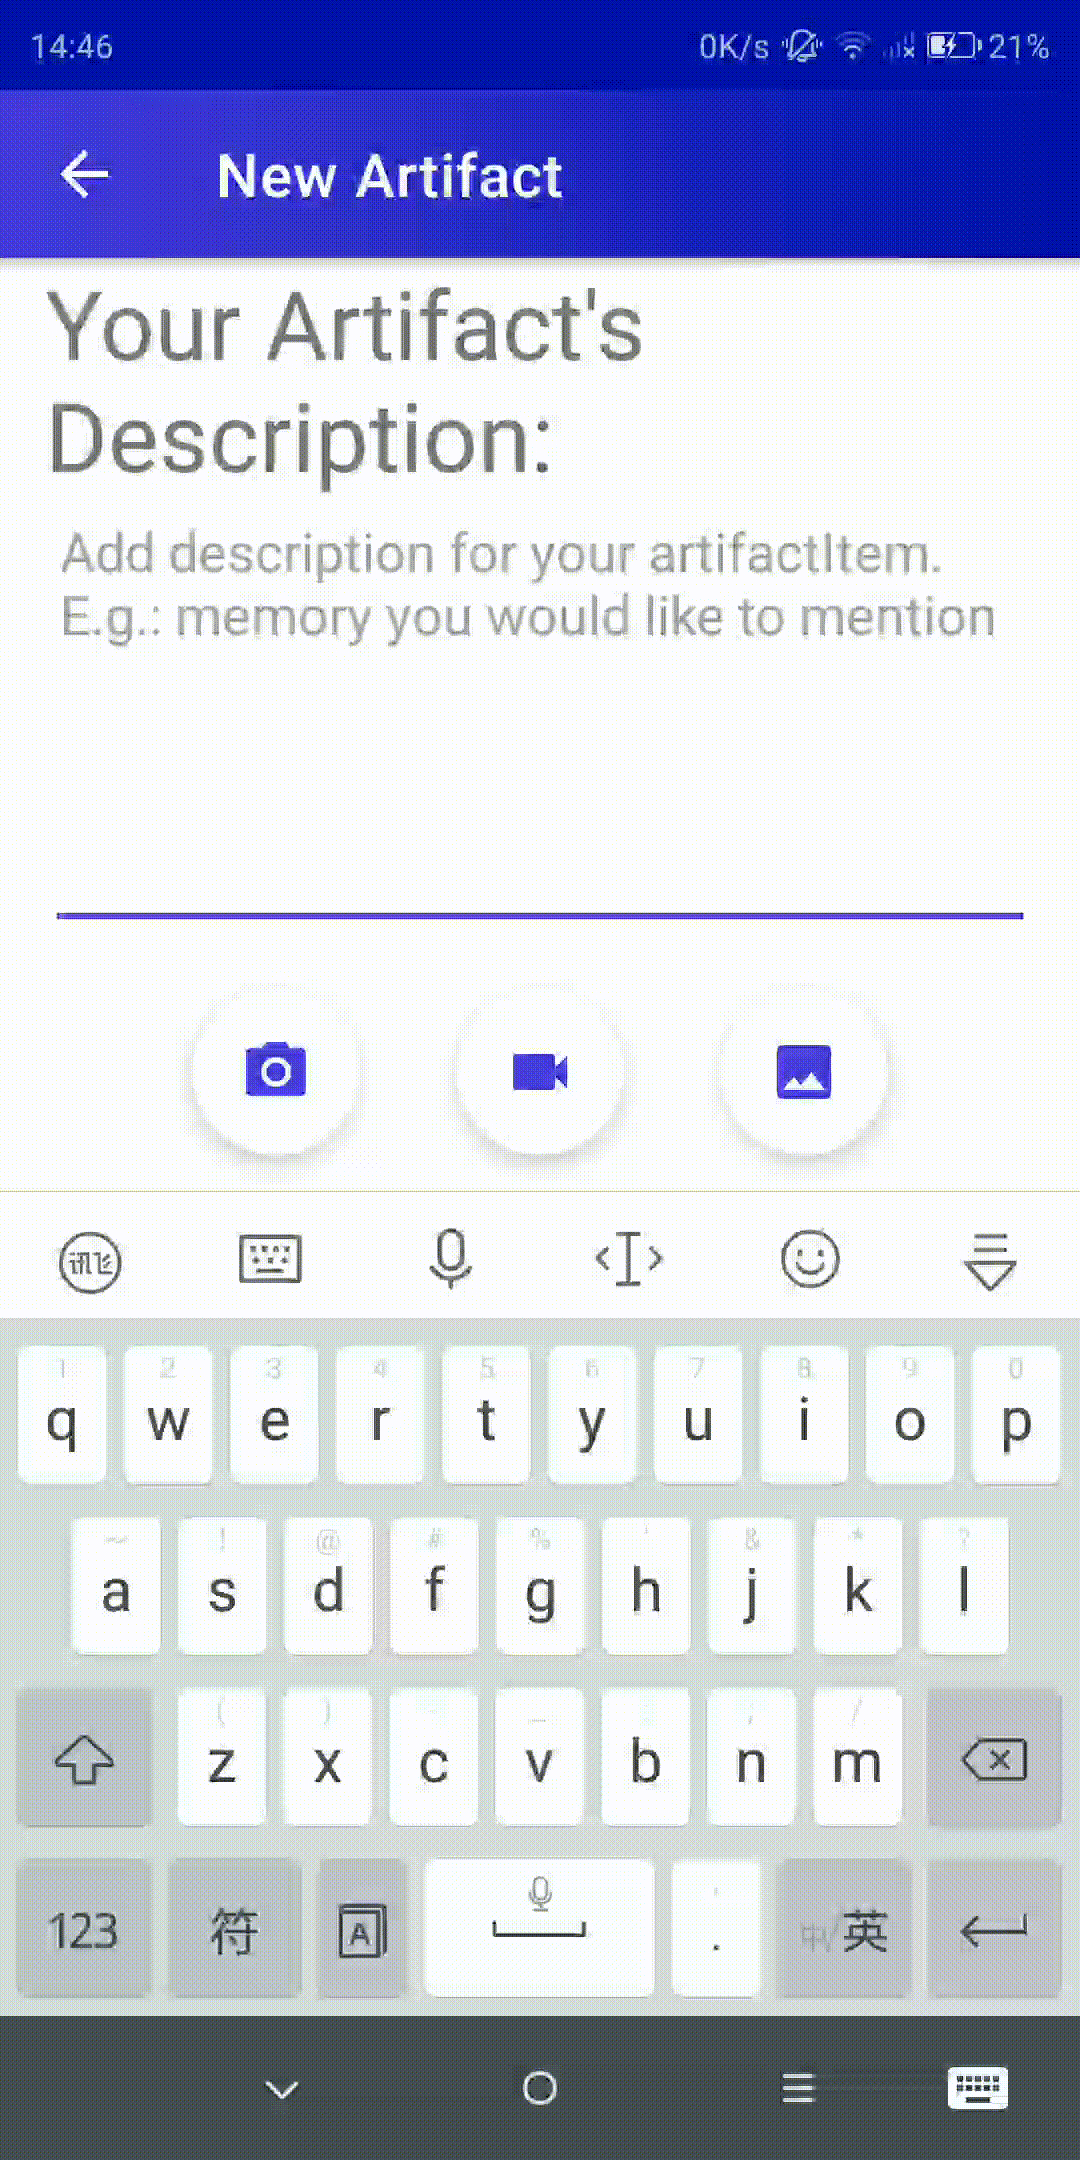 14:46 0K/s 21%
New Artifact
Your Artifact's
Description:
Add description for your artifactItem.
E.g.: memory you would like to mention
讯飞
1 2 3 4 5 6 7 8 9 0
q w e r t y u i o p
~ ! @ # % ' & * ?
a s d f g h j k l
( ) - _ /
z x c v b n m
123 符 A . 中/英